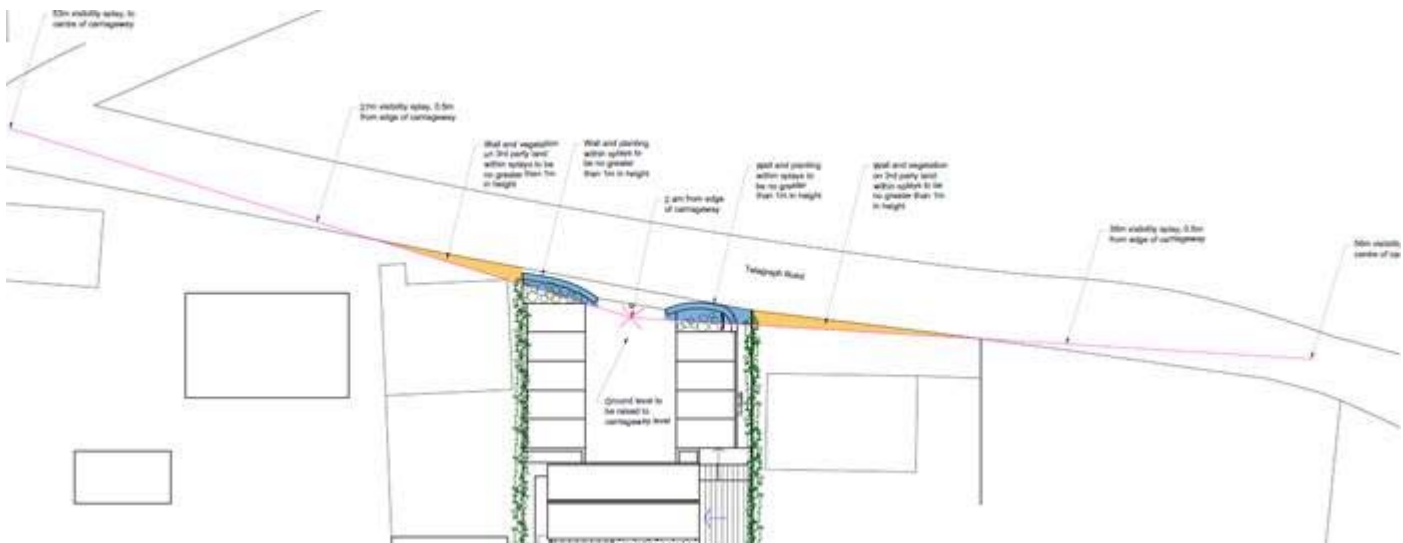 53m visibility splay, to
centre of carriageway
27m visibility splay, 0.5m
from edge of carriageway
Wall and vegetation
on 3rd party land
within splays to be
no greater than 1m
in height
Wall and planting
within splays to
be no greater
than 1m in height
from edge
of carriageway
Wall and planting
within splays to
be no greater
than 1m in height
Wall and vegetation
on 3rd party land
within splays to be
no greater than 1m
in height
visibility splay, 0.5m
from edge of carriageway
centre of
Telegraph Road
Ground level to
be raised to
carriageway level